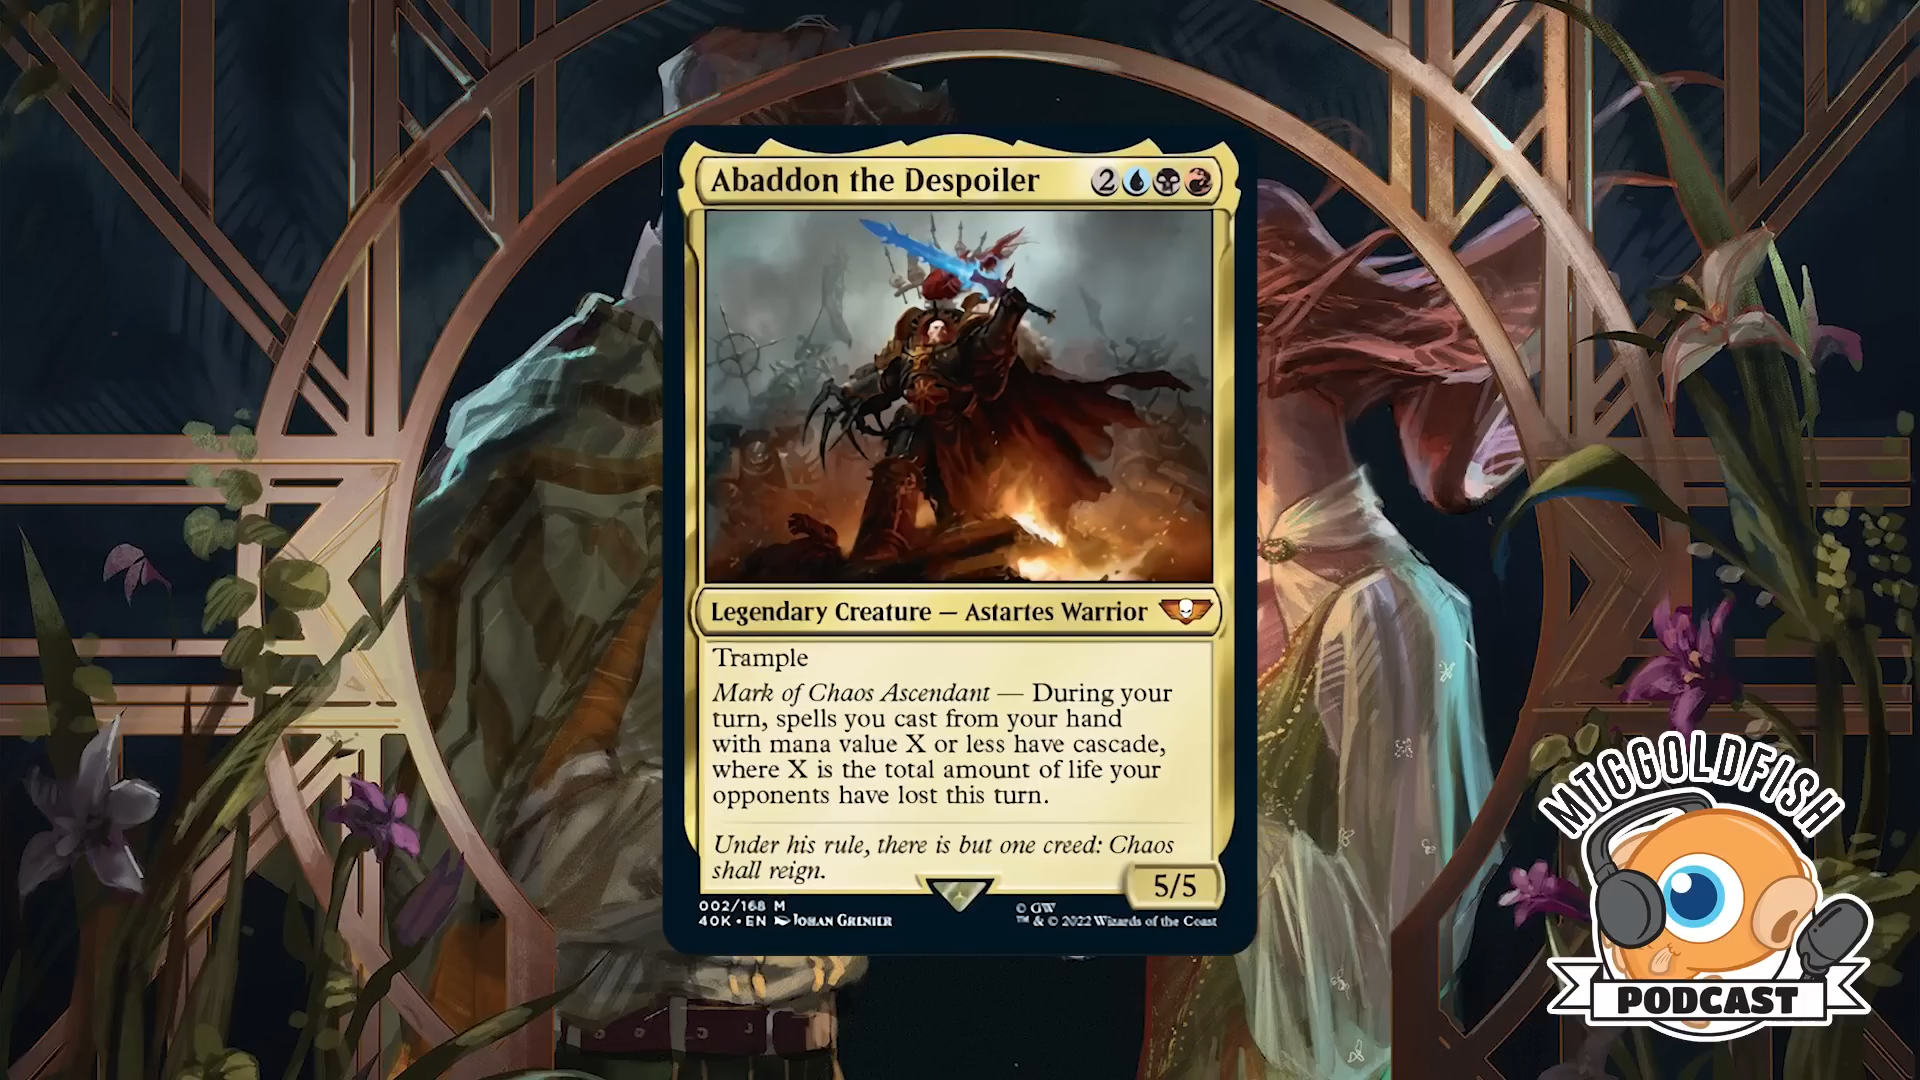 Abaddon the Despoiler 2
Legendary Creature — Astartes Warrior
Trample
Mark of Chaos Ascendant — During your
turn, spells you cast from your hand
with mana value X or less have cascade,
where X is the total amount of life your
opponents have lost this turn.
Under his rule, there is but one creed: Chaos
shall reign.
5/5
002/168 M
40K • EN Johan Grenier
© GW
™ & © 2022 Wizards of the Coast
MTGGOLDFISH
PODCAST